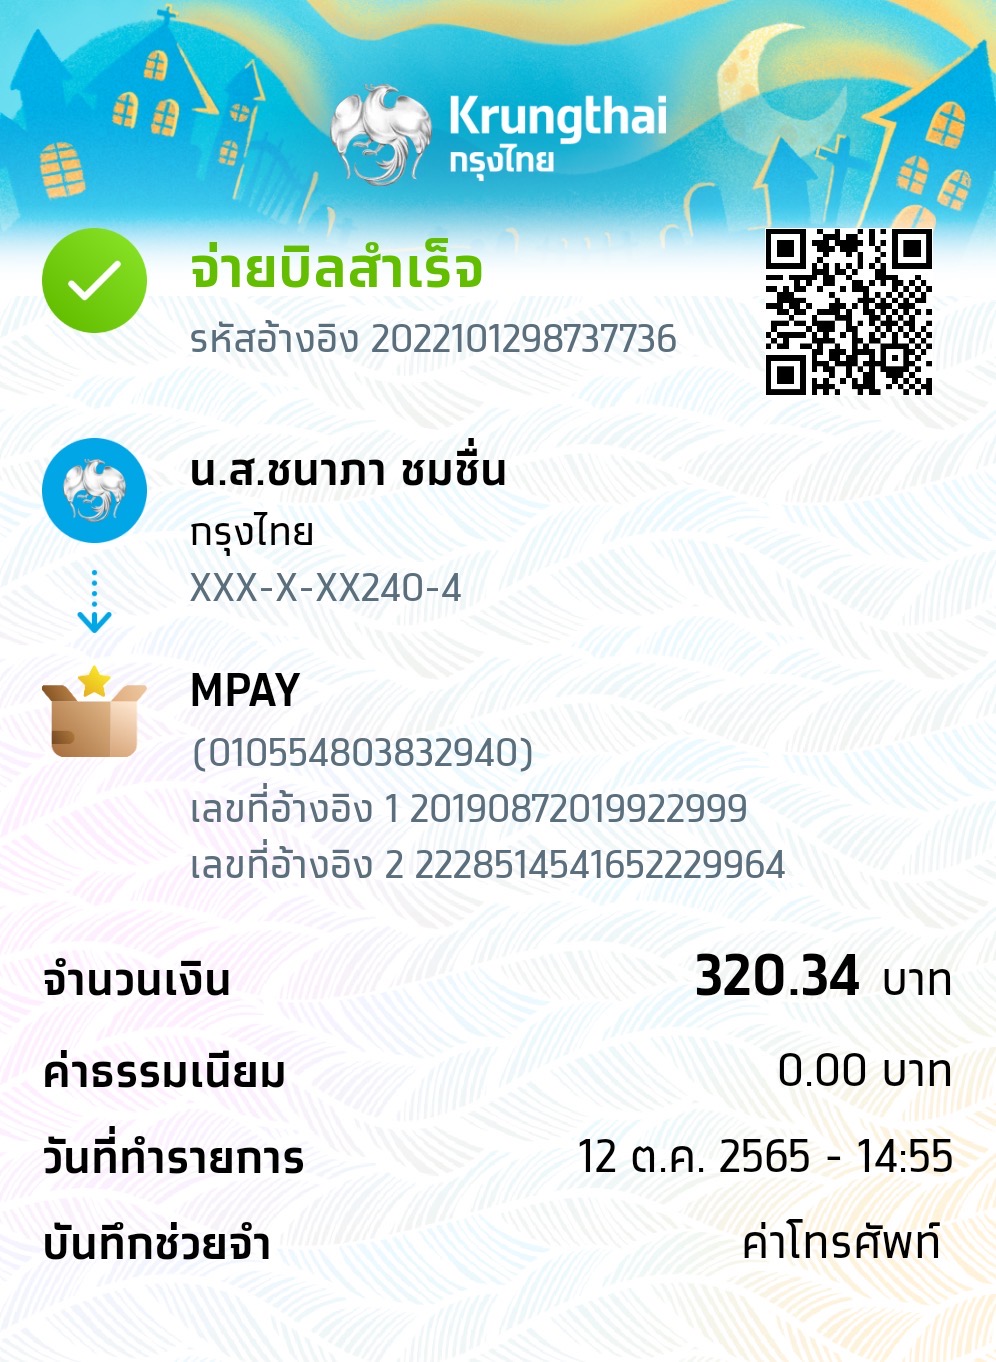 Krungthai
กรุงไทย
จ่ายบิลสำเร็จ
รหัสอ้างอิง 2022101298737736
น.ส.ชนาภา ชมชื่น
กรุงไทย
XXX-X-XX240-4
MPAY
(010554803832940)
เลขที่อ้างอิง 1 20190872019922999
เลขที่อ้างอิง 2 2228514541652229964
จำนวนเงิน 320.34 บาท
ค่าธรรมเนียม 0.00 บาท
วันที่ทำรายการ 12 ต.ค. 2565 - 14:55
บันทึกช่วยจำ ค่าโทรศัพท์